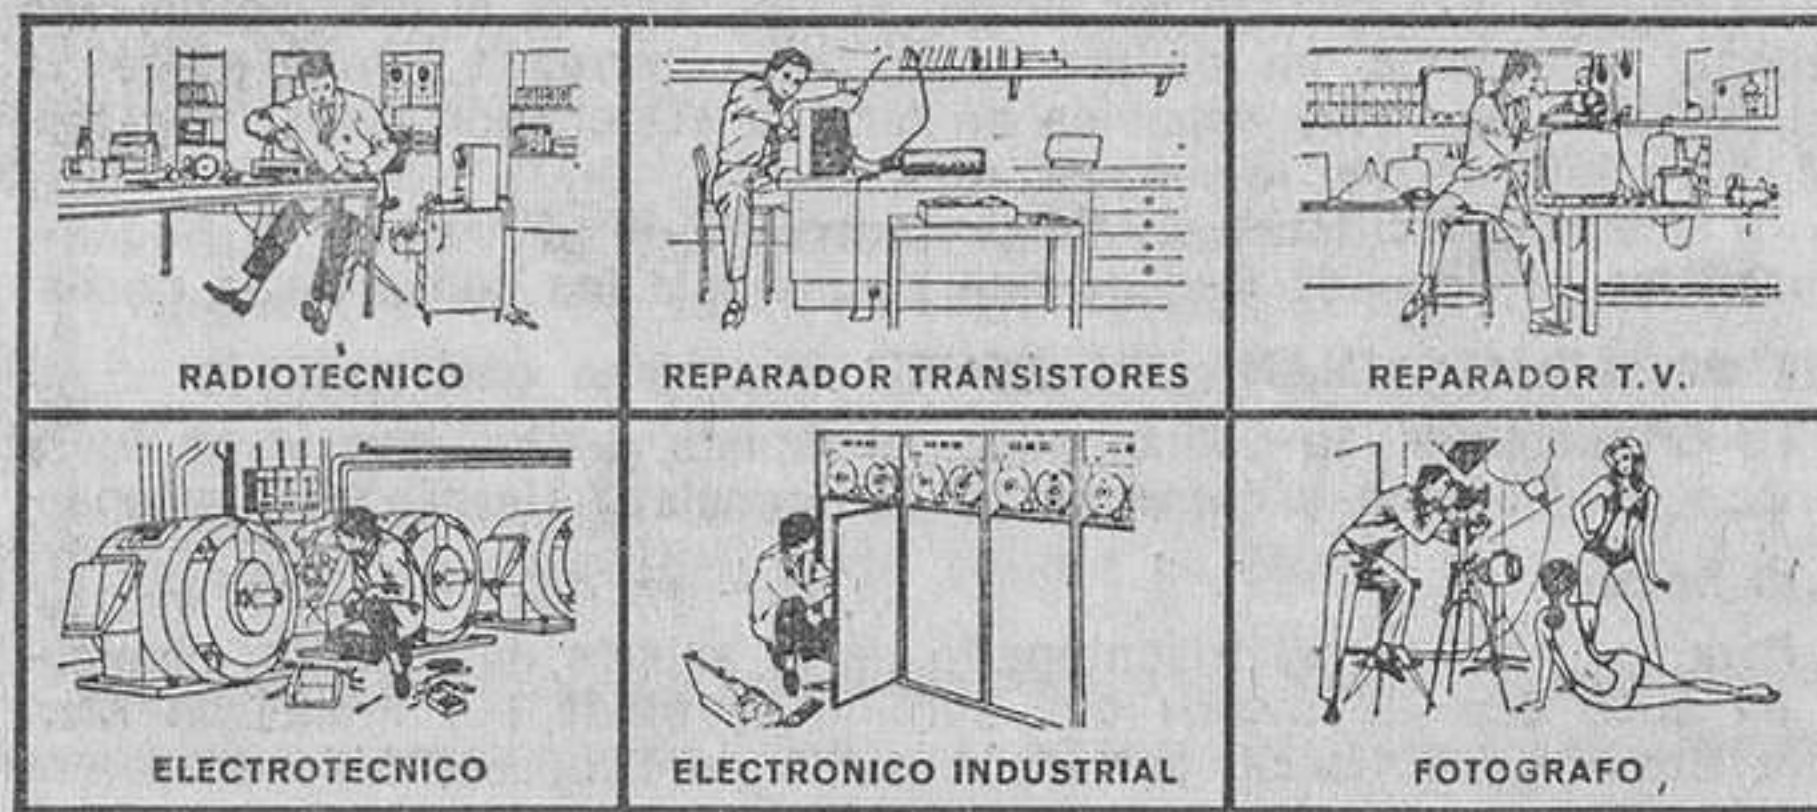 RADIOTECNICO
REPARADOR TRANSISTORES
REPARADOR T.V.
ELECTROTECNICO
ELECTRONICO INDUSTRIAL
FOTOGRAFO